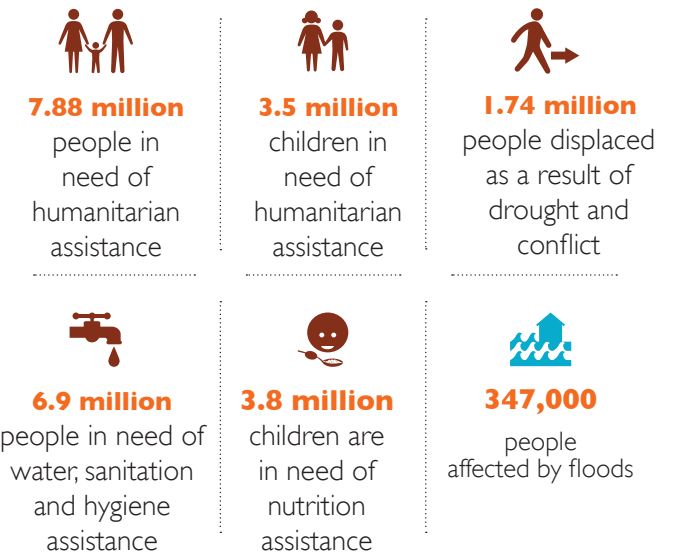 7.88 million
people in
need of
humanitarian
assistance
3.5 million
children in
need of
humanitarian
assistance
1.74 million
people displaced
as a result of
drought and
conflict
6.9 million
people in need of
water, sanitation
and hygiene
assistance
3.8 million
children are
in need of
nutrition
assistance
347,000
people
affected by floods